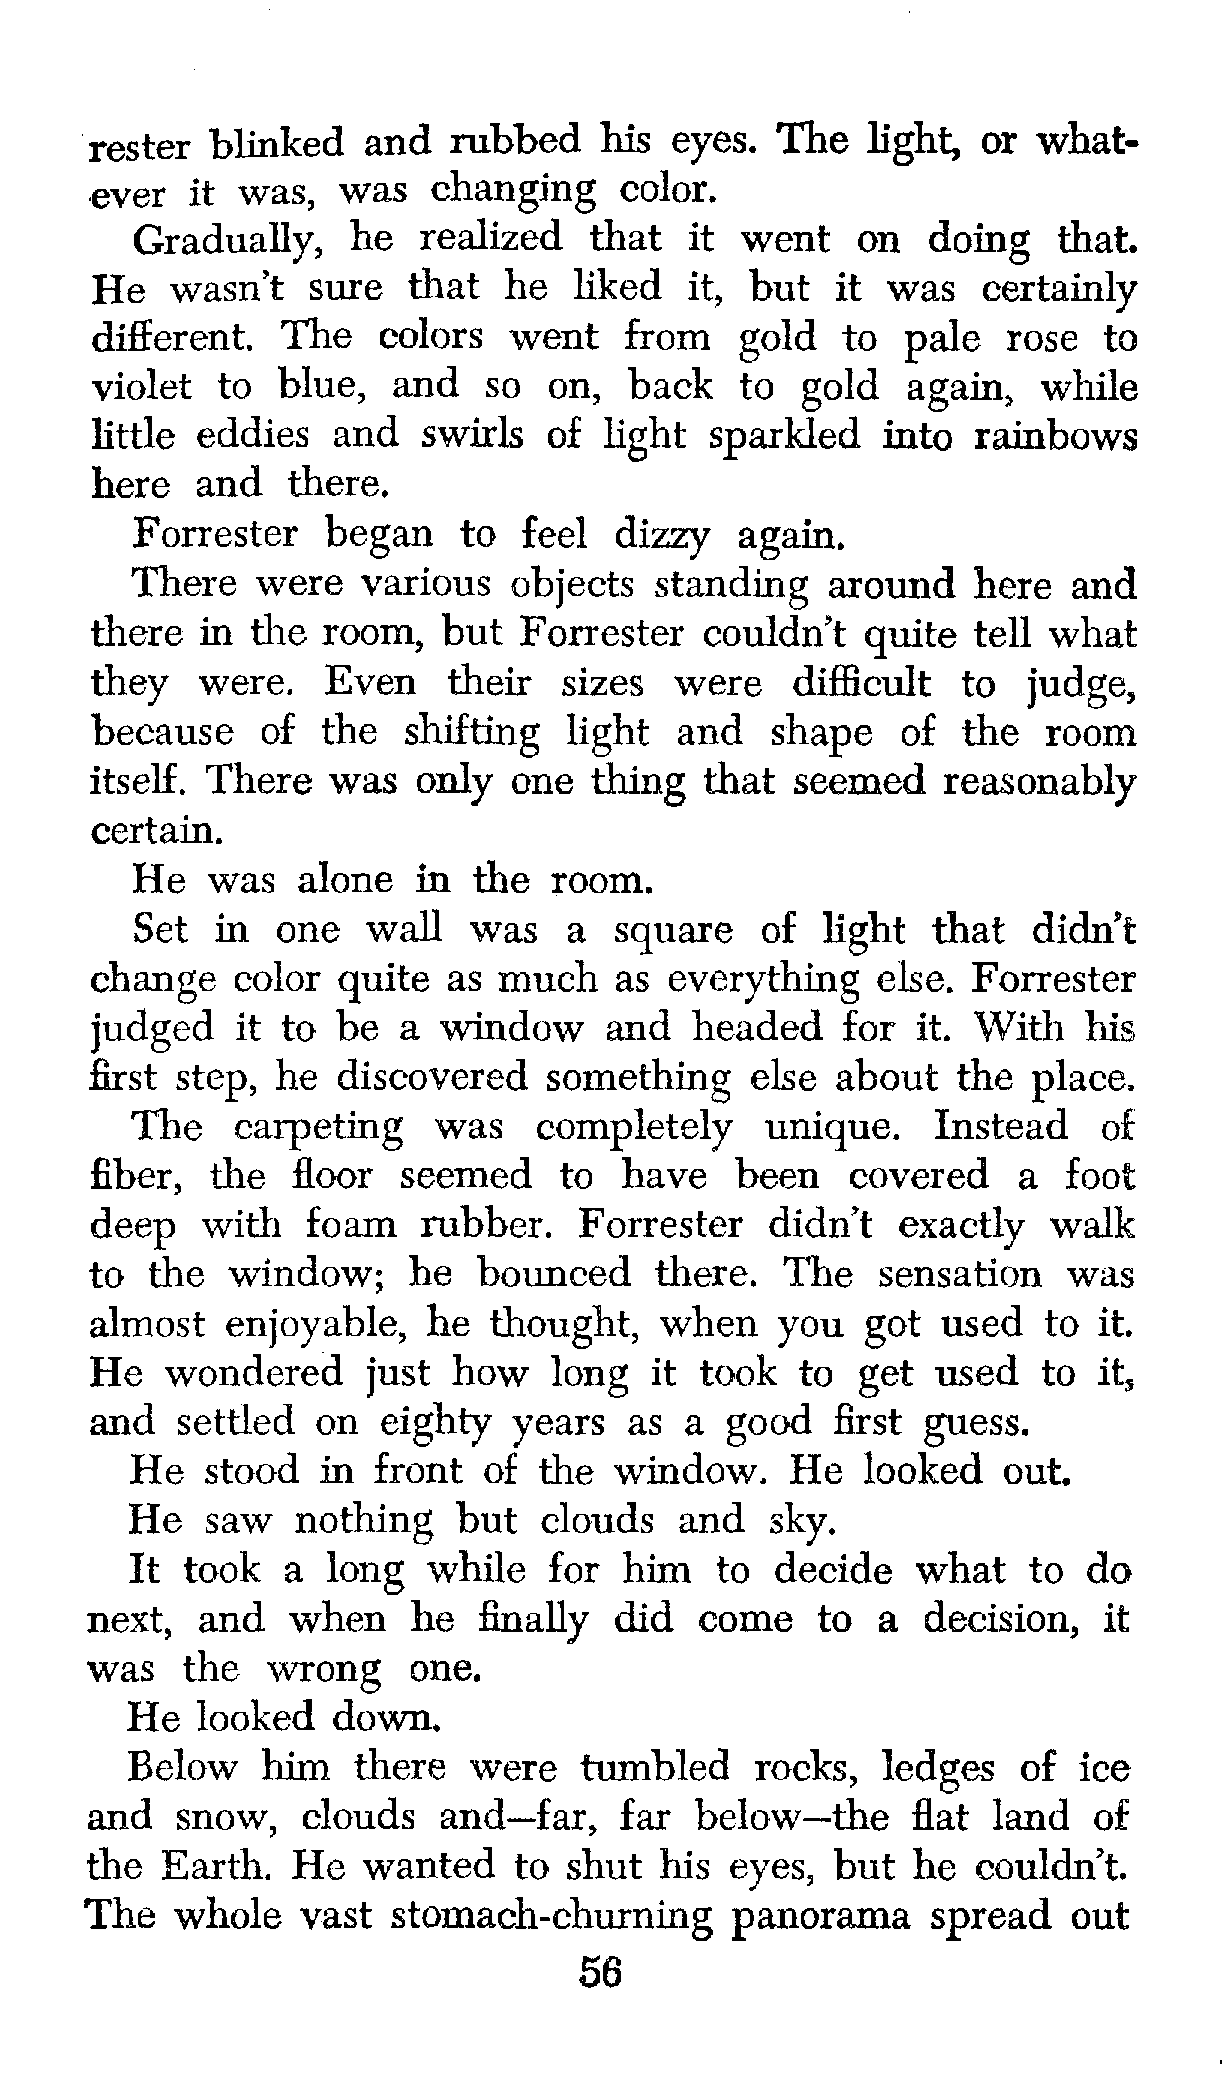 rester blinked and rubbed his eyes. The light, or what-
ever it was, was changing color.
Gradually, he realized that it went on doing that.
He wasn't sure that he liked it, but it was certainly
different. The colors went from gold to pale rose to
violet to blue, and so on, back to gold again, while
little eddies and swirls of light sparkled into rainbows
here and there.
Forrester began to feel dizzy again.
There were various objects standing around here and
there in the room, but Forrester couldn't quite tell what
they were. Even their sizes were difficult to judge,
because of the shifting light and shape of the room
itself. There was only one thing that seemed reasonably
certain.
He was alone in the room.
Set in one wall was a square of light that didn't
change color quite as much as everything else. Forrester
judged it to be a window and headed for it. With his
first step, he discovered something else about the place.
The carpeting was completely unique. Instead of
fiber, the floor seemed to have been covered a foot
deep with foam rubber. Forrester didn't exactly walk
to the window; he bounced there. The sensation was
almost enjoyable, he thought, when you got used to it.
He wondered just how long it took to get used to it,
and settled on eighty years as a good first guess.
He stood in front of the window. He looked out.
He saw nothing but clouds and sky.
It took a long while for him to decide what to do
next, and when he finally did come to a decision, it
was the wrong one.
He looked down.
Below him there were tumbled rocks, ledges of ice
and snow, clouds and—far, far below—the flat land of
the Earth. He wanted to shut his eyes, but he couldn't.
The whole vast stomach-churning panorama spread out
56